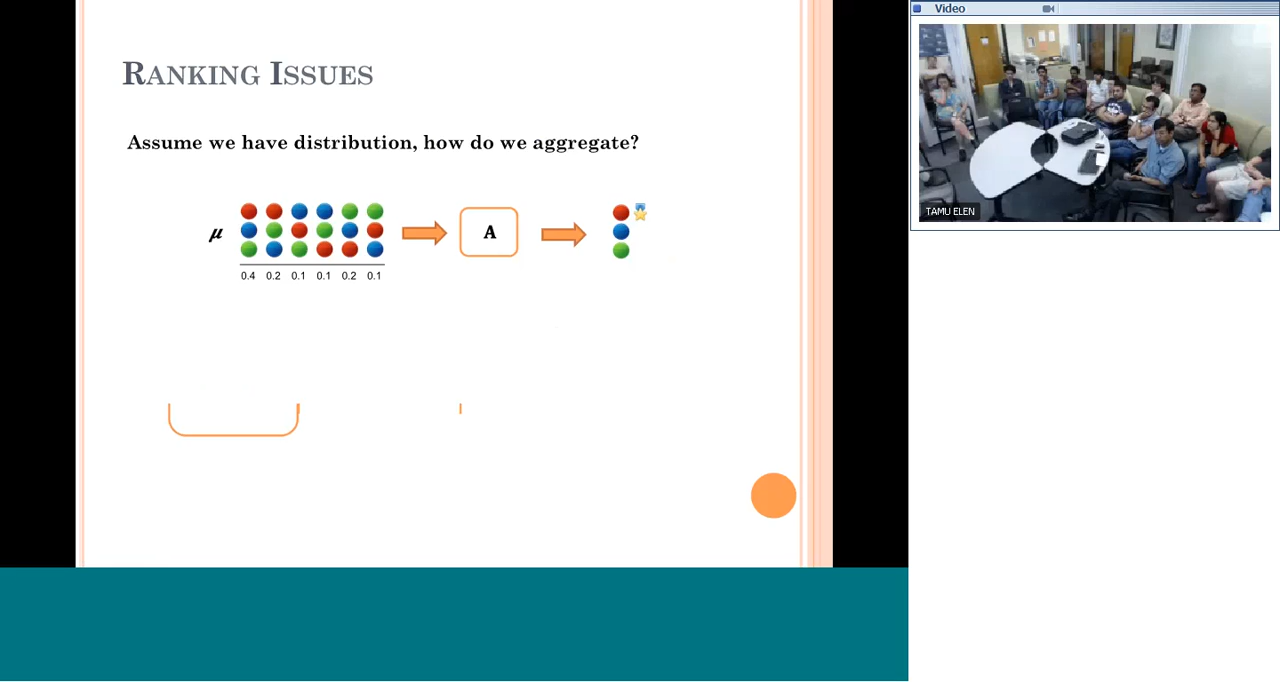 RANKING ISSUES
Assume we have distribution, how do we aggregate?
μ
A
0.4 0.2 0.1 0.1 0.2 0.1
Video
TAMU ELEN